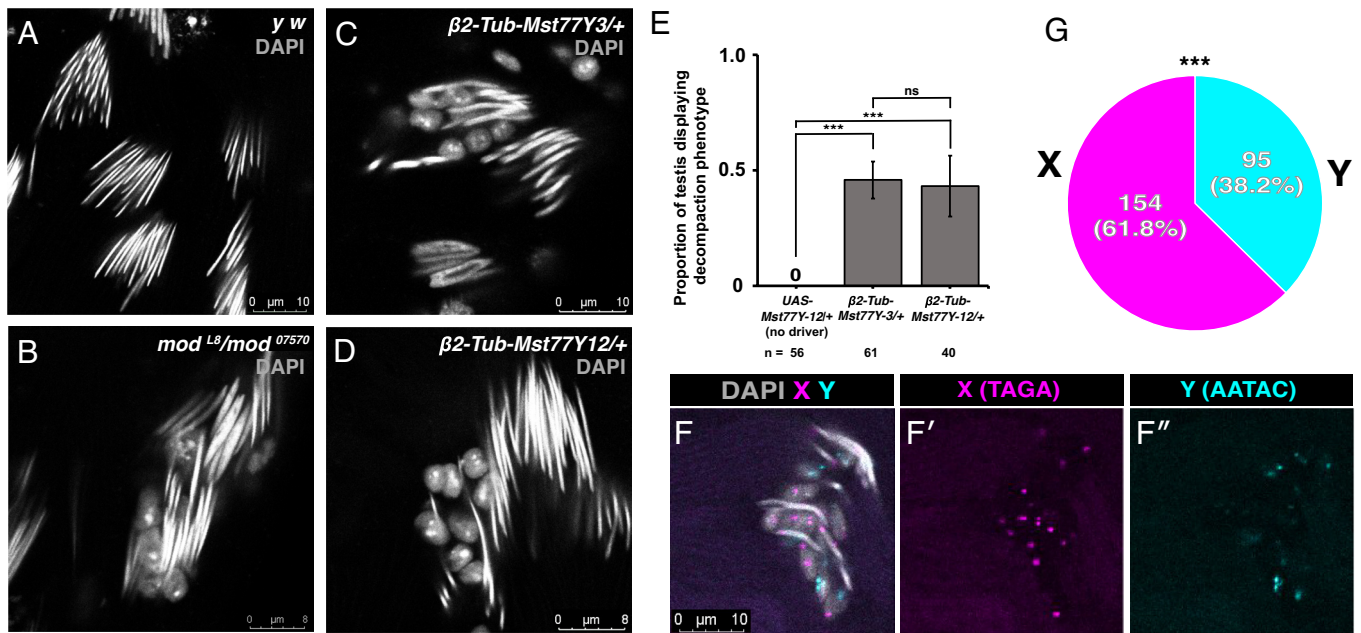 A
y w
DAPI
0 µm 10
B
mod L8/mod 07570
DAPI
0 µm 8
C
β2-Tub-Mst77Y3/+
DAPI
0 µm 10
D
β2-Tub-Mst77Y12/+
DAPI
0 µm 8
E
Proportion of testis displaying
decompaction phenotype
1.0
0.5
0
ns
***
***
0
UAS-
Mst77Y-12/+
(no driver)
β2-Tub-
Mst77Y-3/+
β2-Tub-
Mst77Y-12/+
n = 56 61 40
G
***
X
154
(61.8%)
95
(38.2%)
Y
DAPI X Y
F
0 µm 10
X (TAGA)
F′
Y (AATAC)
F″